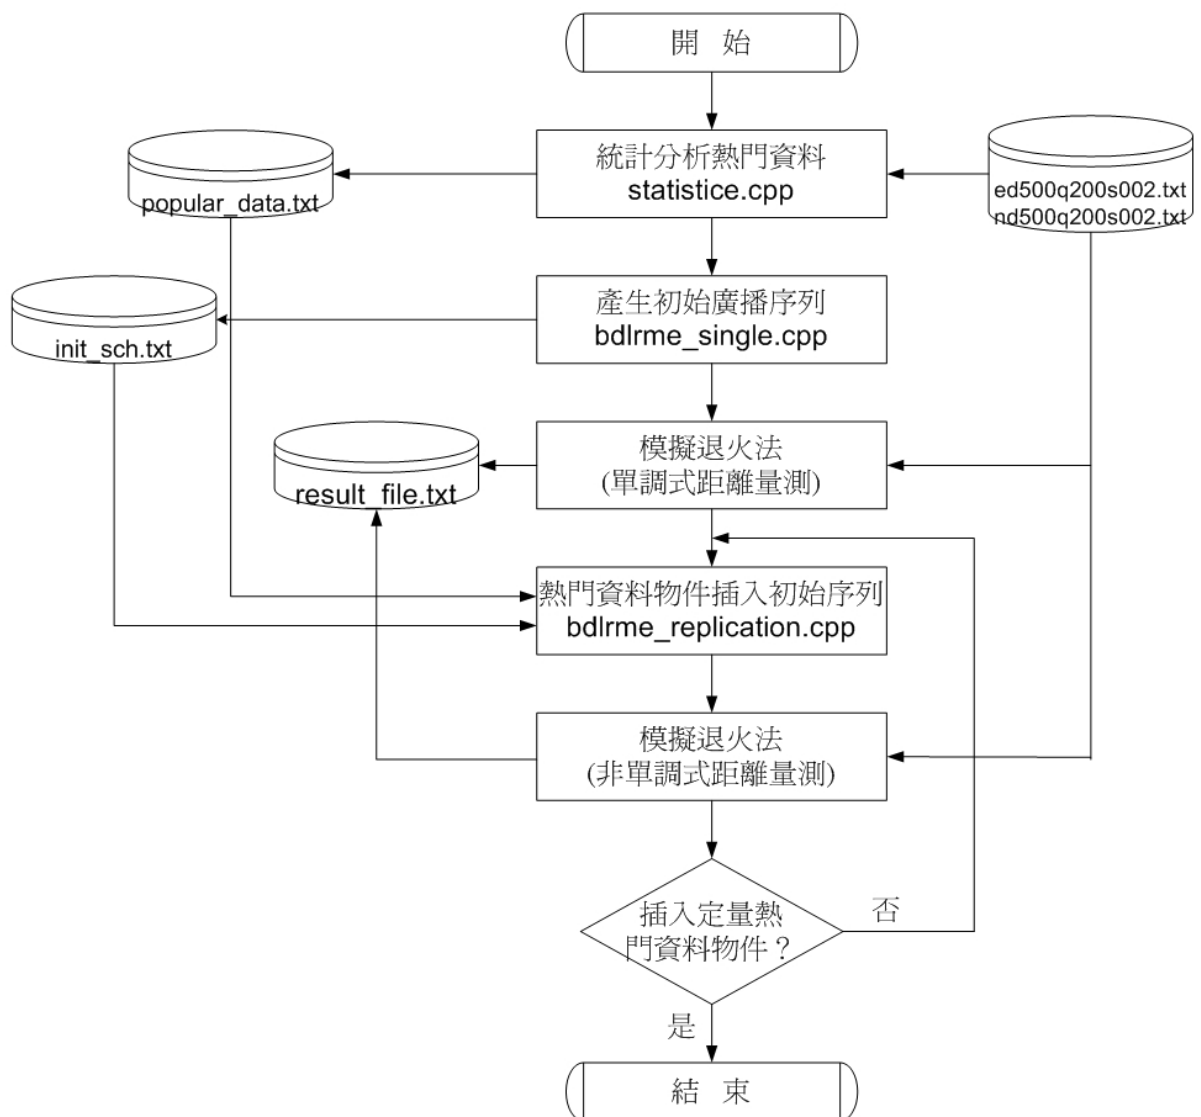 開 始
統計分析熱門資料
statistice.cpp
popular_data.txt
ed500q200s002.txt
nd500q200s002.txt
產生初始廣播序列
bdlrme_single.cpp
init_sch.txt
模擬退火法
(單調式距離量測)
result_file.txt
熱門資料物件插入初始序列
bdlrme_replication.cpp
模擬退火法
(非單調式距離量測)
插入定量熱
門資料物件？
否
是
結 束